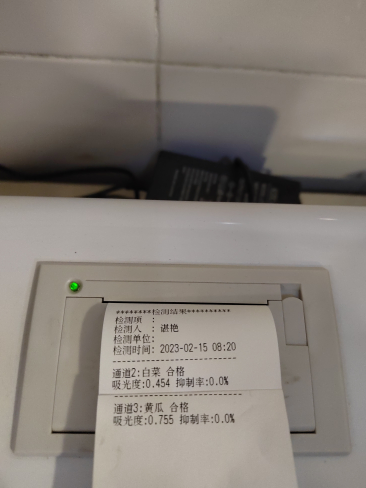 ********检测结果**********
检测项 :
检测人 : 谌艳
检测单位:
检测时间: 2023-02-15 08:20
--------------------------
通道2:白菜 合格
吸光度:0.454 抑制率:0.0%
--------------------------
通道3:黄瓜 合格
吸光度:0.755 抑制率:0.0%